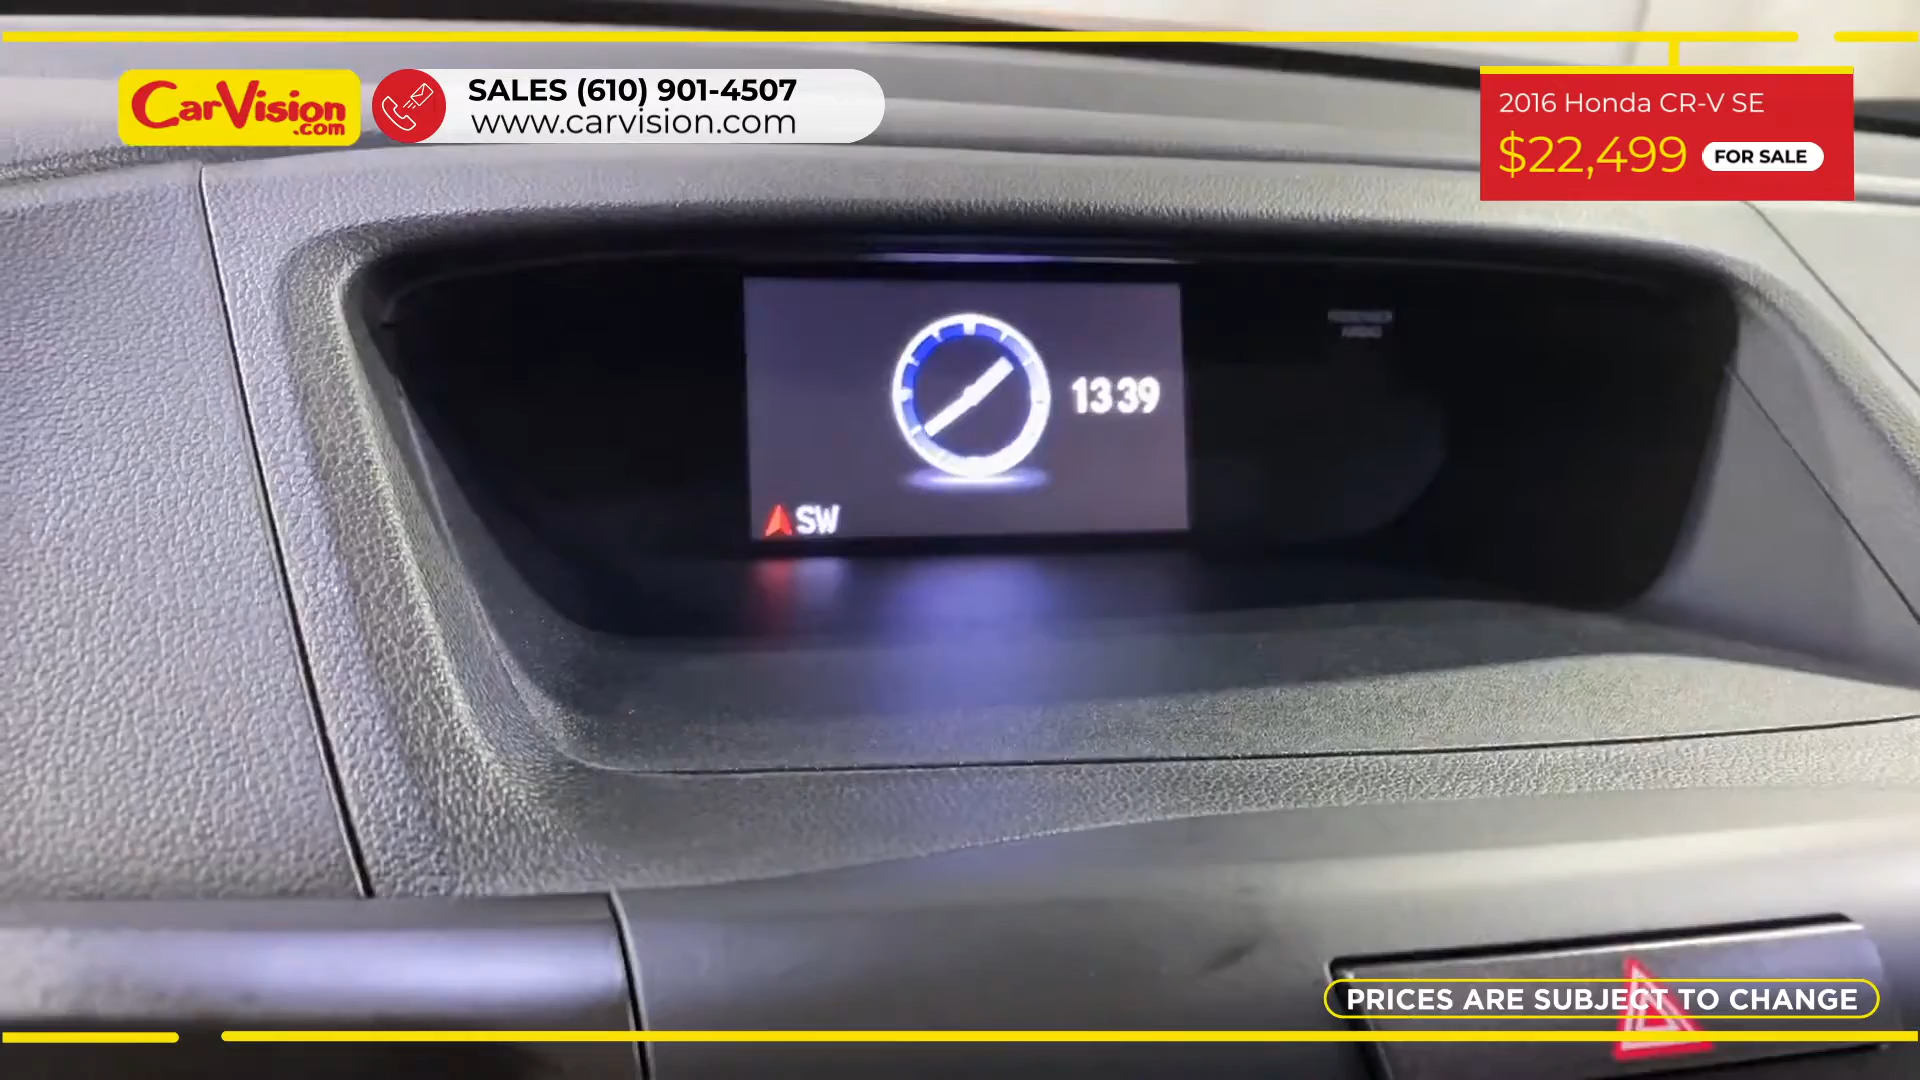 CarVision
.com
SALES (610) 901-4507
www.carvision.com
2016 Honda CR-V SE
$22,499 FOR SALE
1339
SW
PRICES ARE SUBJECT TO CHANGE